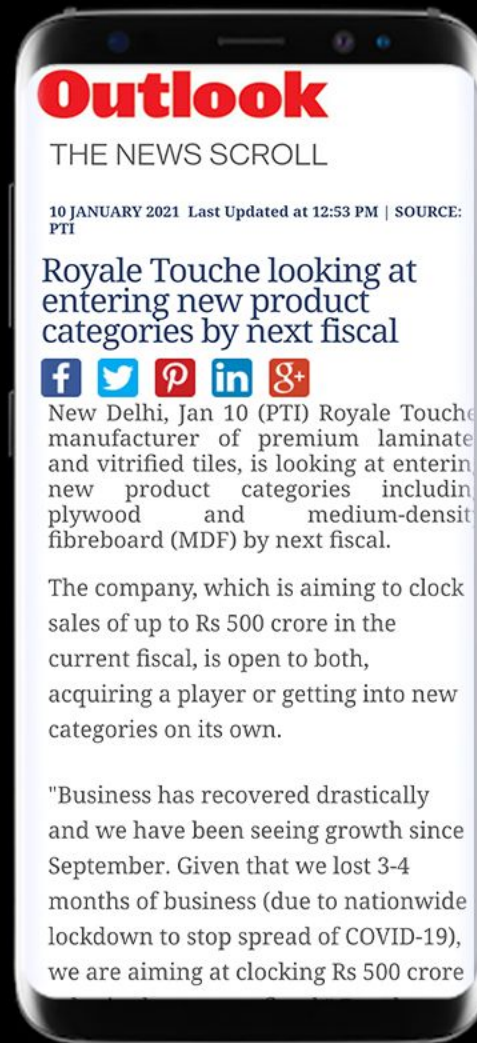 Outlook
THE NEWS SCROLL
10 JANUARY 2021 Last Updated at 12:53 PM | SOURCE:
PTI
Royale Touche looking at
entering new product
categories by next fiscal
New Delhi, Jan 10 (PTI) Royale Touche
manufacturer of premium laminate
and vitrified tiles, is looking at enterin
new product categories includin
plywood and medium-densit
fibreboard (MDF) by next fiscal.
The company, which is aiming to clock
sales of up to Rs 500 crore in the
current fiscal, is open to both,
acquiring a player or getting into new
categories on its own.
"Business has recovered drastically
and we have been seeing growth since
September. Given that we lost 3-4
months of business (due to nationwide
lockdown to stop spread of COVID-19),
we are aiming at clocking Rs 500 crore